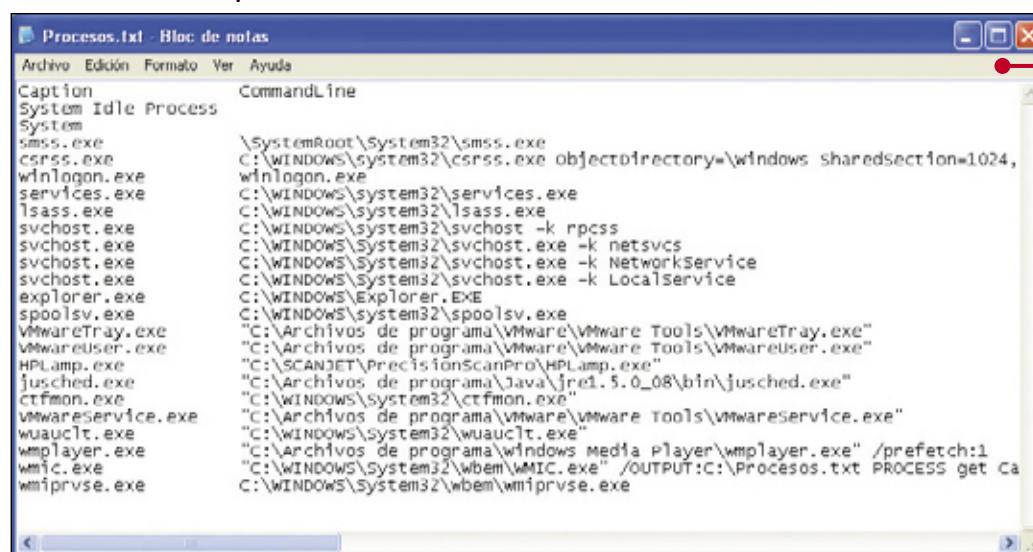 Procesos.txt - Bloc de notas
Archivo Edición Formato Ver Ayuda
Caption CommandLine
System Idle Process
System
smss.exe \SystemRoot\System32\smss.exe
csrss.exe C:\WINDOWS\system32\csrss.exe ObjectDirectory=\Windows SharedSection=1024,
winlogon.exe winlogon.exe
services.exe C:\WINDOWS\system32\services.exe
lsass.exe C:\WINDOWS\system32\lsass.exe
svchost.exe C:\WINDOWS\system32\svchost -k rpcss
svchost.exe C:\WINDOWS\System32\svchost.exe -k netsvcs
svchost.exe C:\WINDOWS\System32\svchost.exe -k NetworkService
svchost.exe C:\WINDOWS\System32\svchost.exe -k LocalService
explorer.exe C:\WINDOWS\Explorer.EXE
spoolsv.exe C:\WINDOWS\system32\spoolsv.exe
VMwareTray.exe "C:\Archivos de programa\VMware\VMware Tools\VMwareTray.exe"
VMwareUser.exe "C:\Archivos de programa\VMware\VMware Tools\VMwareUser.exe"
HPLamp.exe "C:\SCANJET\PrecisionScanPro\HPLamp.exe"
jusched.exe "C:\Archivos de programa\Java\jre1.5.0_08\bin\jusched.exe"
ctfmon.exe "C:\WINDOWS\System32\ctfmon.exe"
VMwareService.exe "C:\Archivos de programa\VMware\VMware Tools\VMwareService.exe"
wuauclt.exe "C:\WINDOWS\System32\wuauclt.exe"
wmplayer.exe "C:\Archivos de programa\Windows Media Player\wmplayer.exe" /prefetch:1
wmic.exe "C:\WINDOWS\System32\Wbem\WMIC.exe" /OUTPUT:C:\Procesos.txt PROCESS get Ca
wmiprvse.exe C:\WINDOWS\System32\wbem\wmiprvse.exe